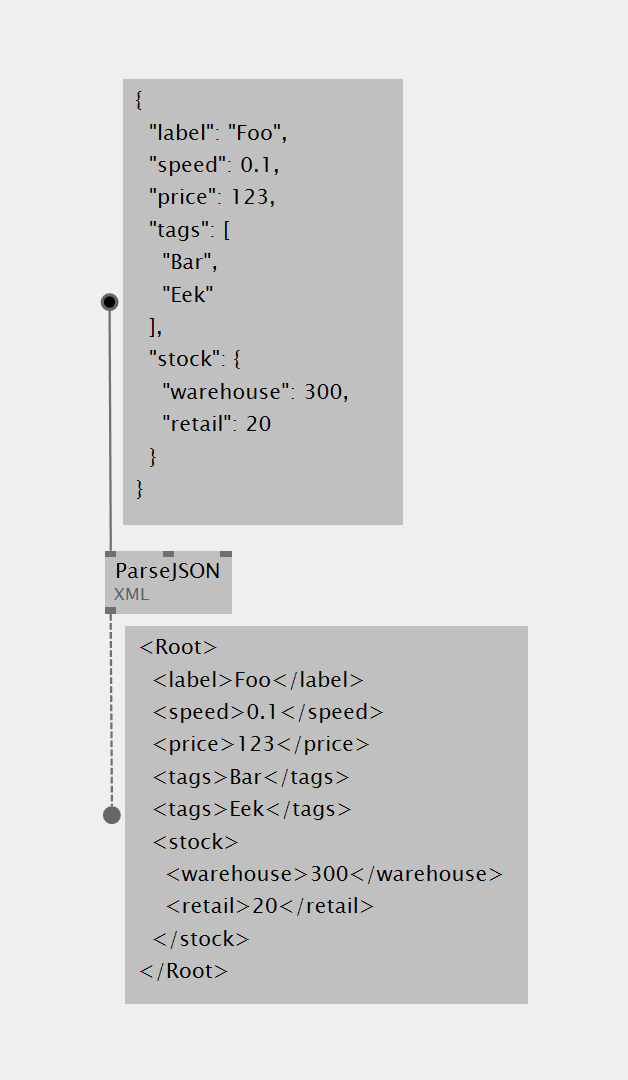 {
  "label": "Foo",
  "speed": 0.1,
  "price": 123,
  "tags": [
    "Bar",
    "Eek"
  ],
  "stock": {
    "warehouse": 300,
    "retail": 20
  }
}
ParseJSON
XML
<Root>
  <label>Foo</label>
  <speed>0.1</speed>
  <price>123</price>
  <tags>Bar</tags>
  <tags>Eek</tags>
  <stock>
    <warehouse>300</warehouse>
    <retail>20</retail>
  </stock>
</Root>